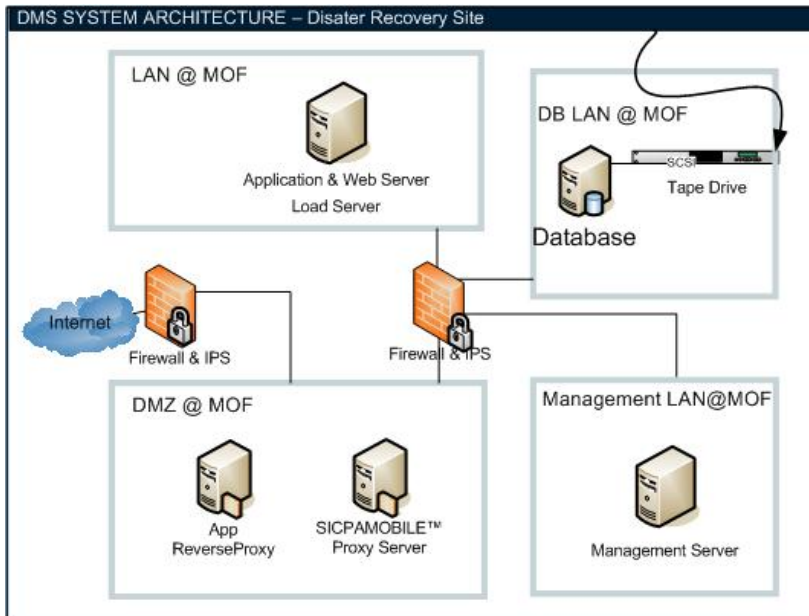 DMS SYSTEM ARCHITECTURE – Disater Recovery Site
LAN @ MOF
Application & Web Server
Load Server
DB LAN @ MOF
SCSI
Tape Drive
Database
Internet
Firewall & IPS
Firewall & IPS
DMZ @ MOF
App
ReverseProxy
SICPAMOBILE™
Proxy Server
Management LAN@MOF
Management Server